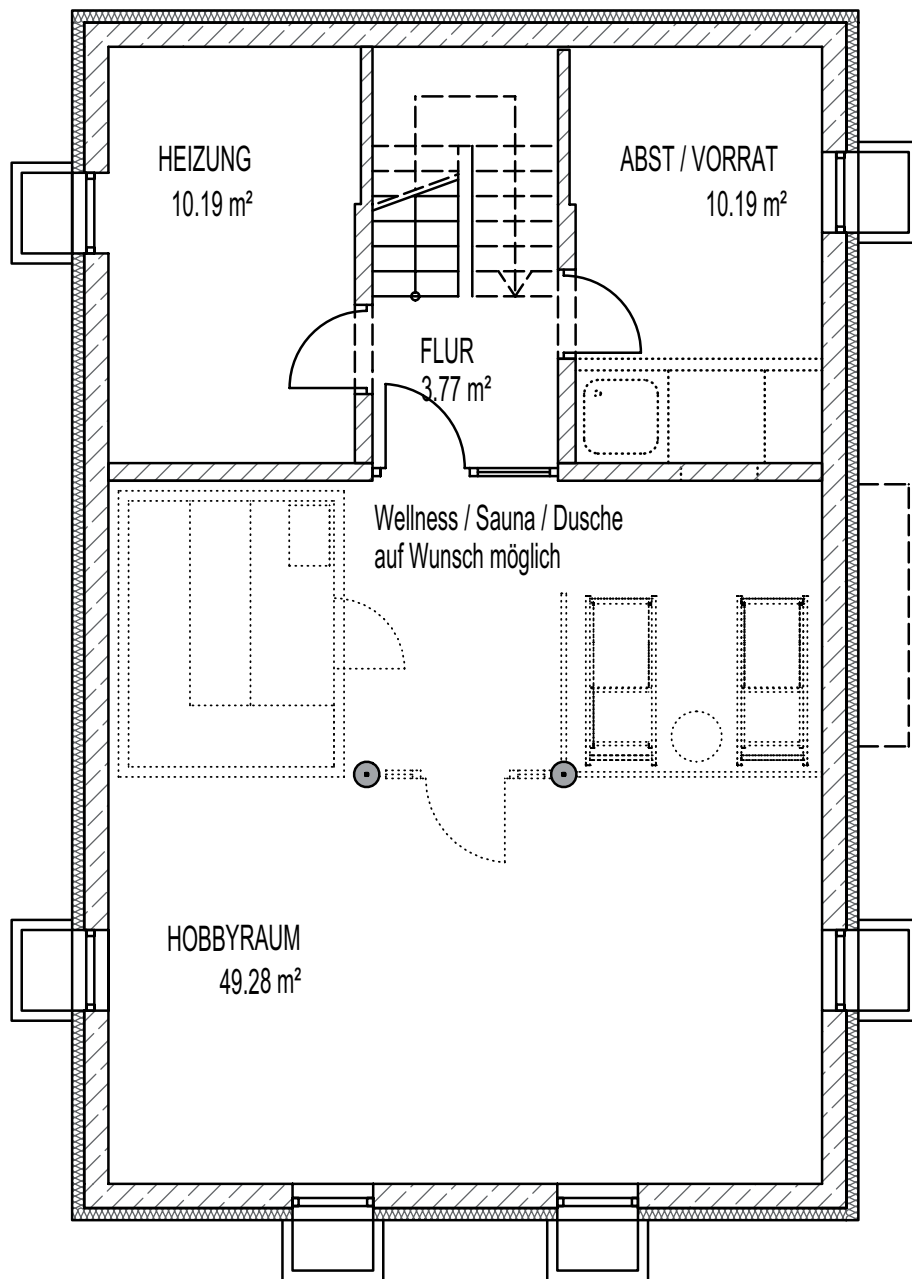 HEIZUNG
10.19 m²
ABST / VORRAT
10.19 m²
FLUR
3.77 m²
Wellness / Sauna / Dusche
auf Wunsch möglich
HOBBYRAUM
49.28 m²